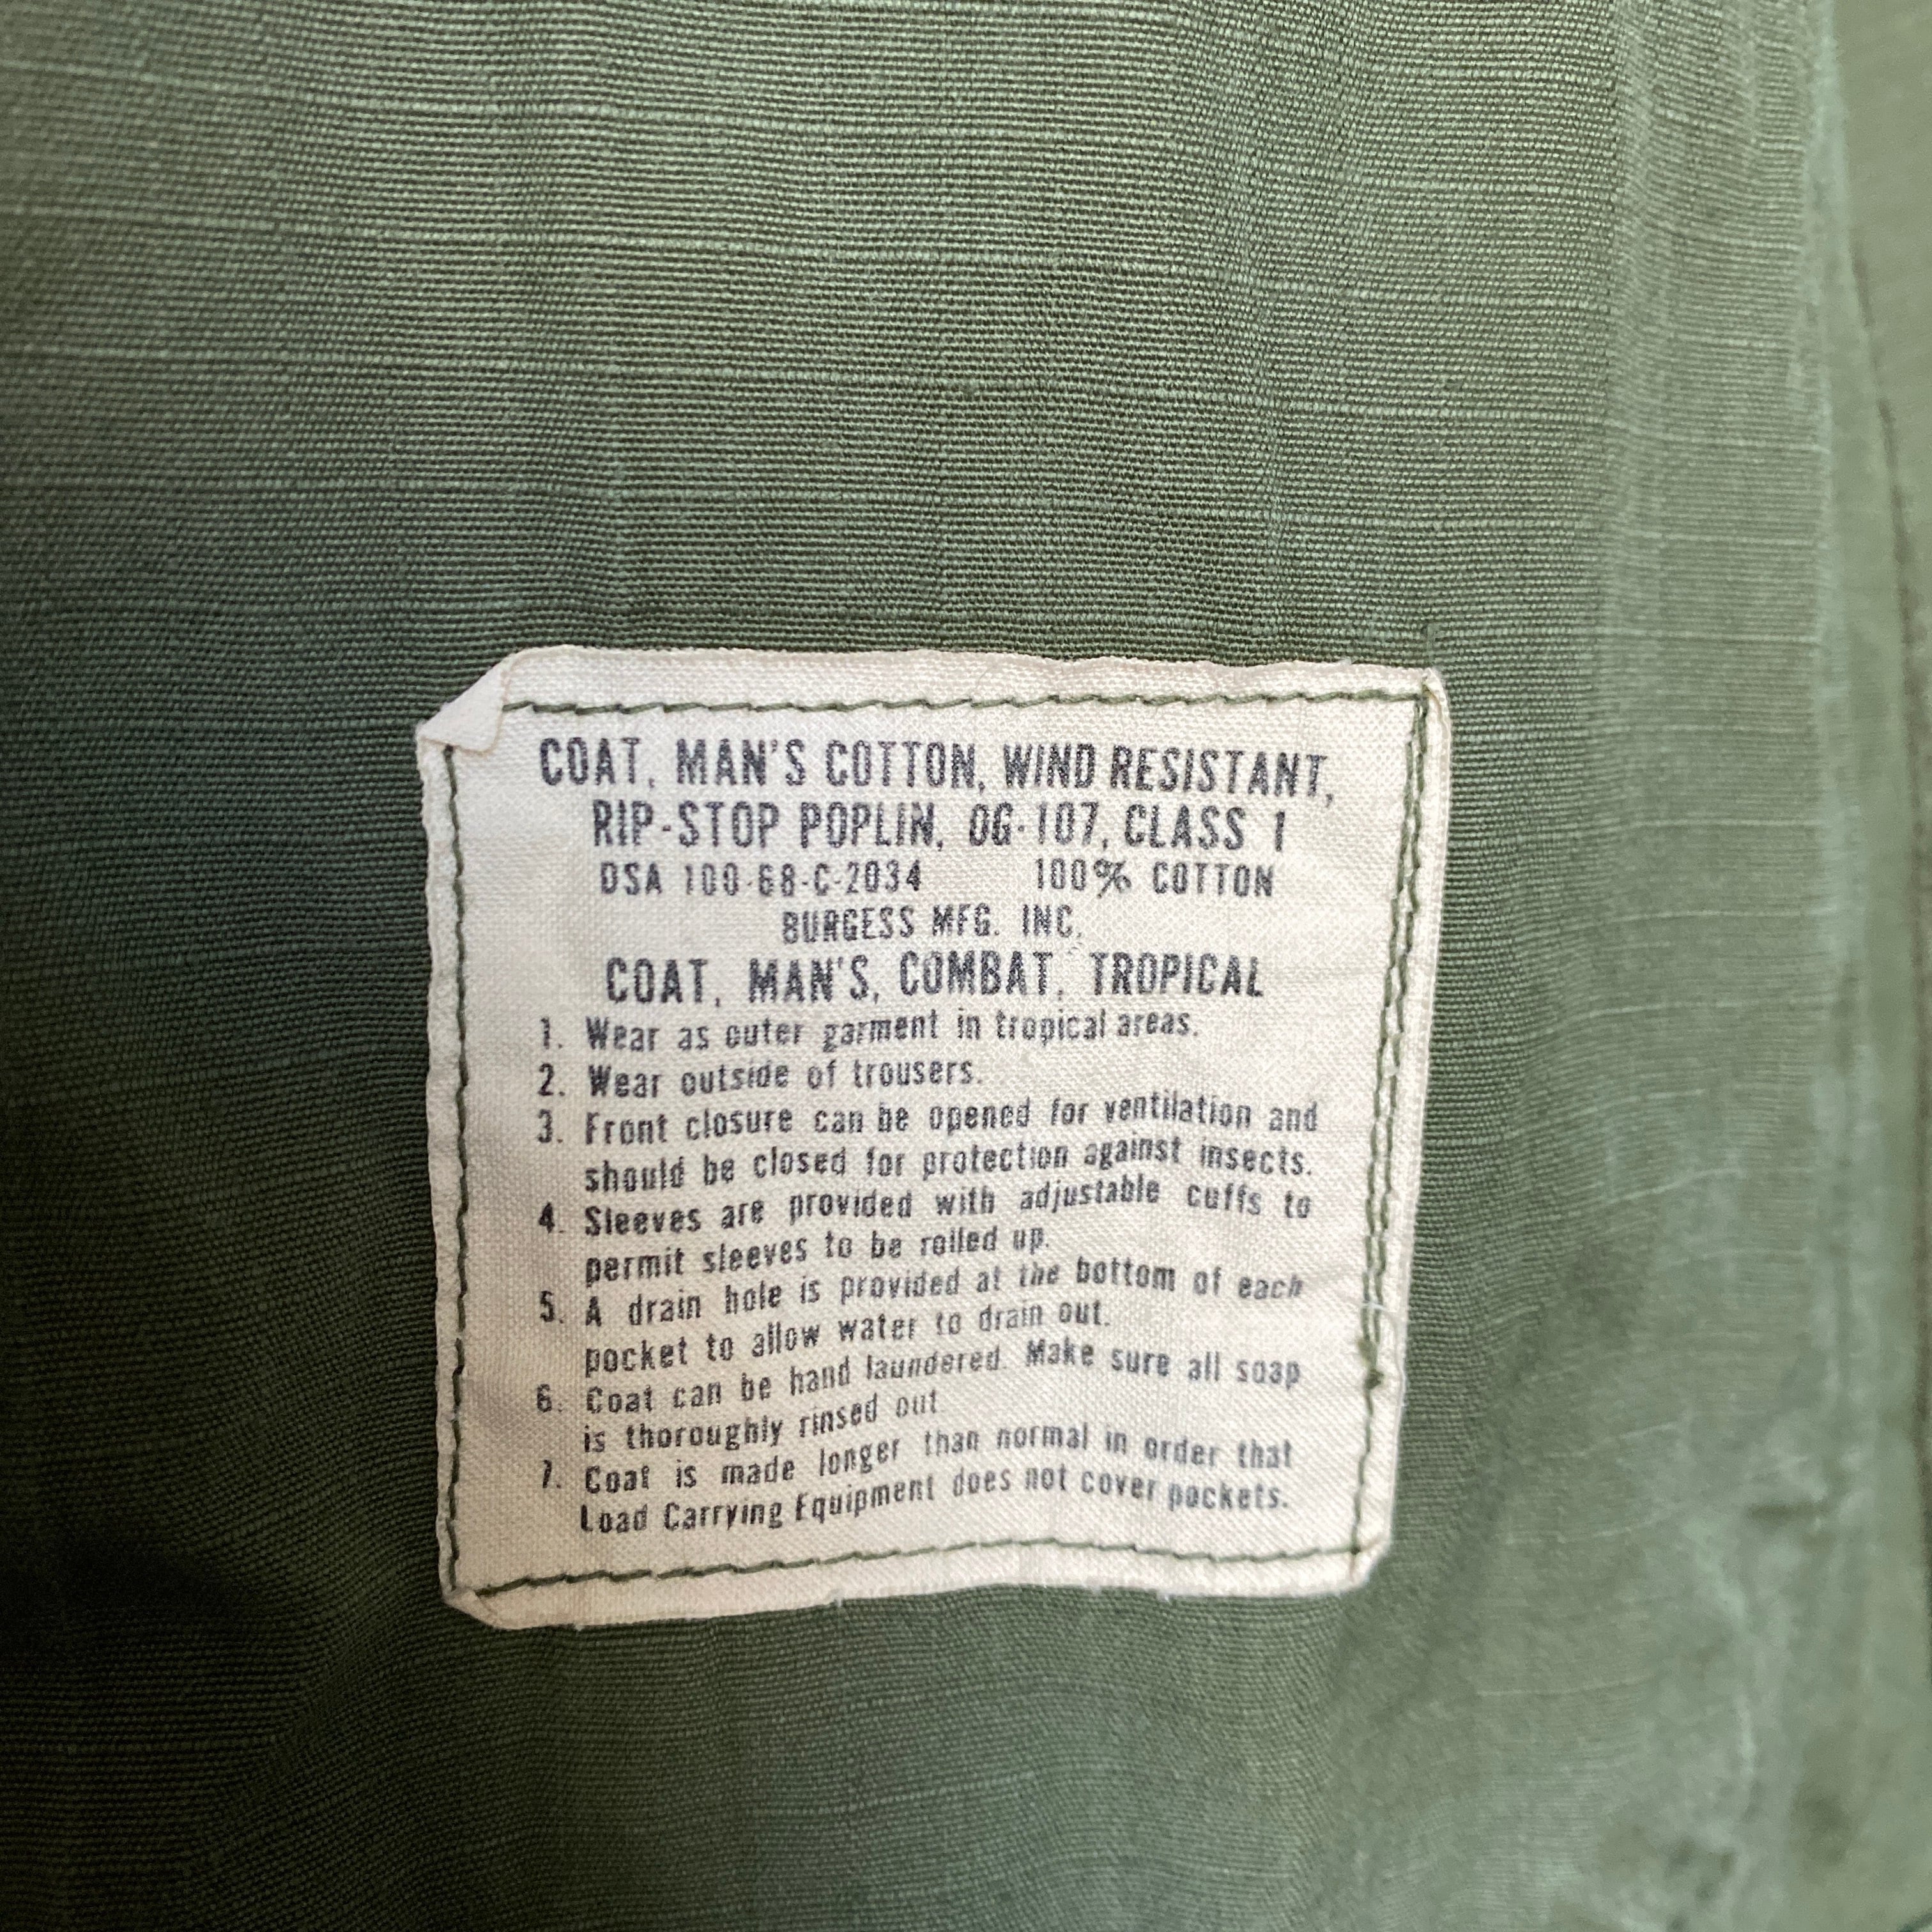 COAT, MAN'S COTTON, WIND RESISTANT,
RIP-STOP POPLIN, OG-107, CLASS 1
DSA 100-68-C-2034 100% COTTON
BURGESS MFG. INC.
COAT, MAN'S, COMBAT, TROPICAL
1. Wear as outer garment in tropical areas.
2. Wear outside of trousers.
3. Front closure can be opened for ventilation and
should be closed for protection against insects.
4. Sleeves are provided with adjustable cuffs to
permit sleeves to be rolled up.
5. A drain hole is provided at the bottom of each
pocket to allow water to drain out.
6. Coat can be hand laundered. Make sure all soap
is thoroughly rinsed out
7. Coat is made longer than normal in order that
Load Carrying Equipment does not cover pockets.